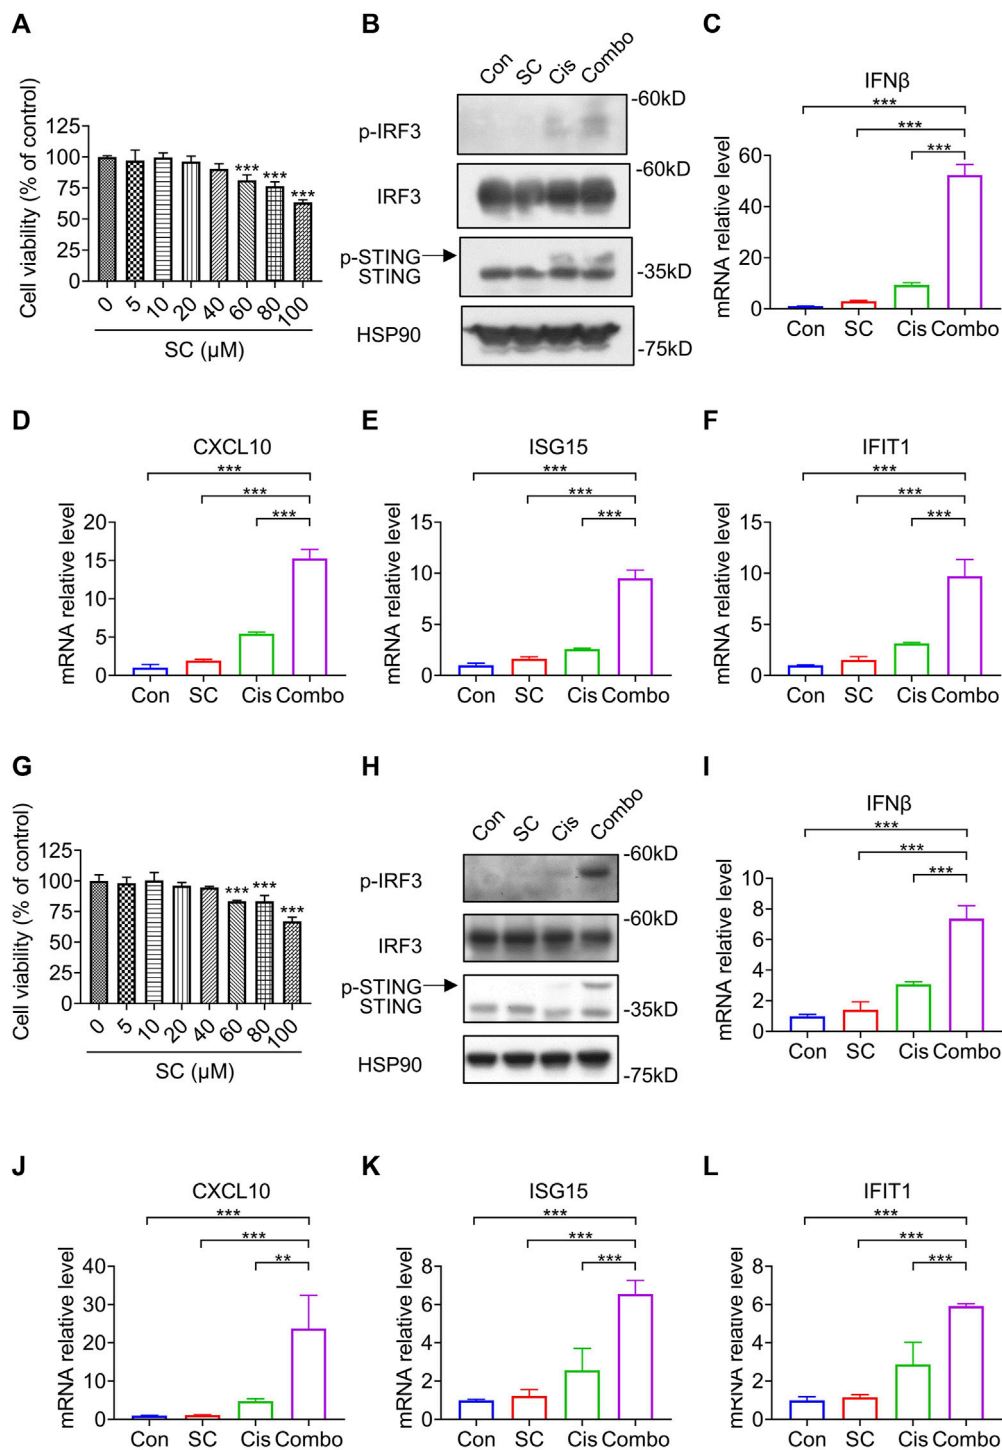 A
Cell viability (% of control)
125
100
75
50
25
0
***
***
***
0
5
10
20
40
60
80
100
SC (μM)
B
Con
SC
Cis
Combo
p-IRF3
-60kD
IRF3
-60kD
p-STING
STING
-35kD
HSP90
-75kD
C
IFNβ
***
***
***
mRNA relative level
60
40
20
0
Con SC Cis Combo
D
CXCL10
***
***
***
mRNA relative level
20
15
10
5
0
Con SC Cis Combo
E
ISG15
***
***
***
mRNA relative level
15
10
5
0
Con SC Cis Combo
F
IFIT1
***
***
***
mRNA relative level
15
10
5
0
Con SC Cis Combo
G
Cell viability (% of control)
125
100
75
50
25
0
***
***
***
0
5
10
20
40
60
80
100
SC (μM)
H
Con
SC
Cis
Combo
p-IRF3
-60kD
IRF3
-60kD
p-STING
STING
-35kD
HSP90
-75kD
I
IFNβ
***
***
***
mRNA relative level
10
8
6
4
2
0
Con SC Cis Combo
J
CXCL10
***
***
**
mRNA relative level
40
30
20
10
0
Con SC Cis Combo
K
ISG15
***
***
***
mRNA relative level
8
6
4
2
0
Con SC Cis Combo
L
IFIT1
***
***
***
mRNA relative level
8
6
4
2
0
Con SC Cis Combo